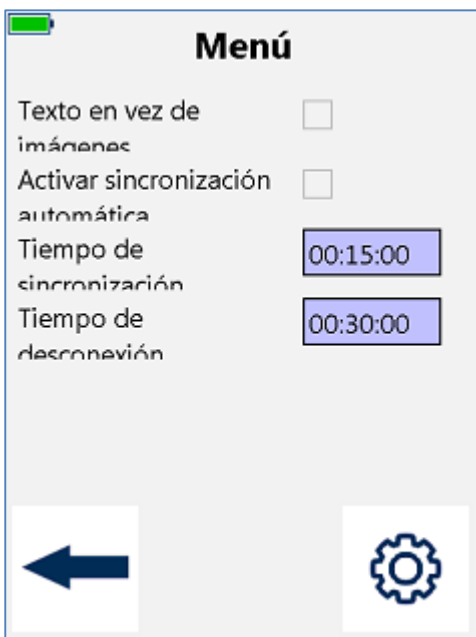 Menú
Texto en vez de
imágenes
Activar sincronización
automática
Tiempo de
sincronización
00:15:00
Tiempo de
desconexión
00:30:00